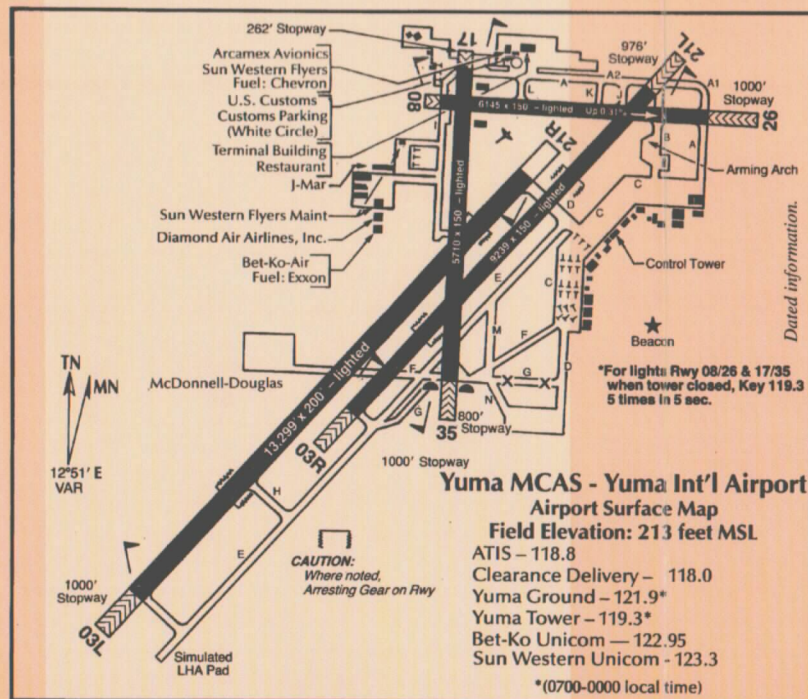 262' Stopway
Arcamex Avionics
Sun Western Flyers
Fuel: Chevron
U.S. Customs
Customs Parking
(White Circle)
Terminal Building
Restaurant
J-Mar
Sun Western Flyers Maint
Diamond Air Airlines, Inc.
Bet-Ko-Air
Fuel: Exxon
17
08
I
I
L
A
A2
K
J
976'
Stopway
21L
A1
1000'
Stopway
26
6145 x 150 - lighted
Up 0.31%
B
A
Arming Arch
21R
D
C
C
5710 x 150 - lighted
9239 x 150 - lighted
E
C
Control Tower
Beacon
M
F
D
G
N
F
G
McDonnell-Douglas
13,299' x 200' - lighted
TN
MN
12°51' E
VAR
03R
800'
Stopway
35
1000' Stopway
H
E
1000'
Stopway
03L
Simulated
LHA Pad
CAUTION:
Where noted,
Arresting Gear on Rwy
*For lights Rwy 08/26 & 17/35
when tower closed, Key 119.3
5 times in 5 sec.
Dated information.
Yuma MCAS - Yuma Int'l Airport
Airport Surface Map
Field Elevation: 213 feet MSL
ATIS – 118.8
Clearance Delivery – 118.0
Yuma Ground – 121.9*
Yuma Tower – 119.3*
Bet-Ko Unicom — 122.95
Sun Western Unicom - 123.3
*(0700-0000 local time)